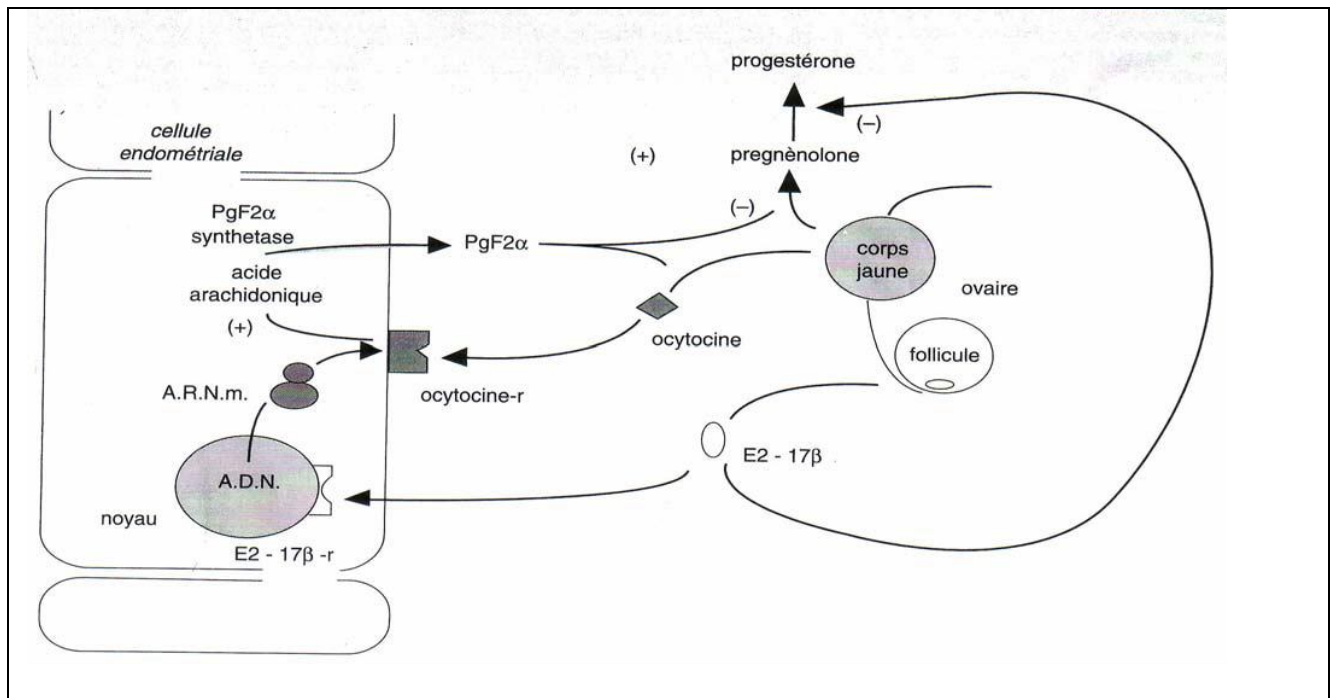 progestérone
(–)
cellule
endométriale
(+)
pregnènolone
PgF2α
synthetase
(–)
PgF2α
corps
jaune
acide
arachidonique
ovaire
(+)
ocytocine
follicule
A.R.N.m.
ocytocine-r
E2 - 17β
A.D.N.
noyau
E2 - 17β -r